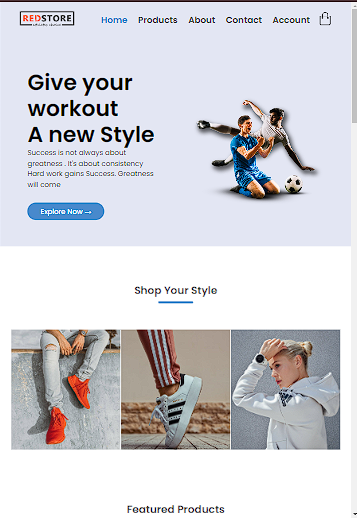 REDSTORE
Home Products About Contact Account
Give your
workout
A new Style
Success is not always about
greatness . it's about consistency
Hard work gains Success. Greatness
will come
Explore Now →
Shop Your Style
Featured Products